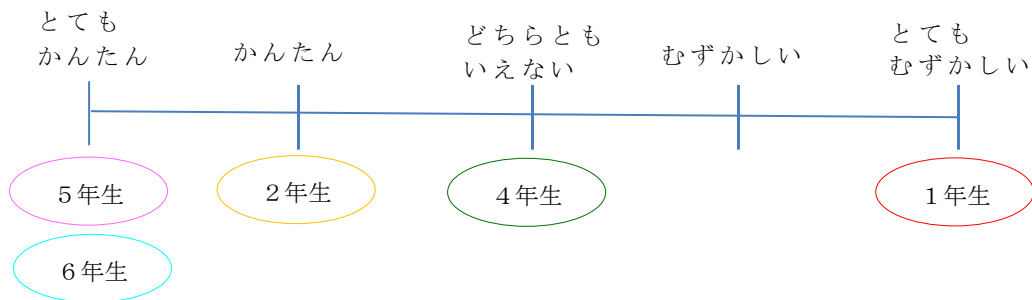 とても
かんたん
かんたん
どちらとも
いえない
むずかしい
とても
むずかしい
５年生
２年生
４年生
１年生
６年生